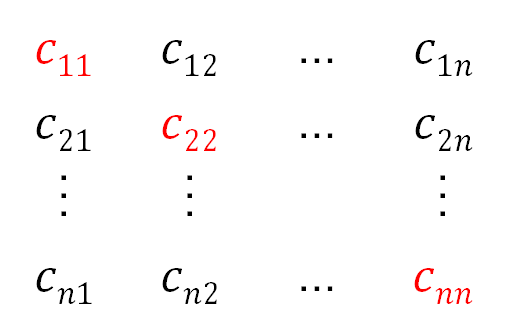 c₁₁ c₁₂ … c₁ₙ
c₂₁ c₂₂ … c₂ₙ
⋮ ⋮ ⋮
cₙ₁ cₙ₂ … cₙₙ